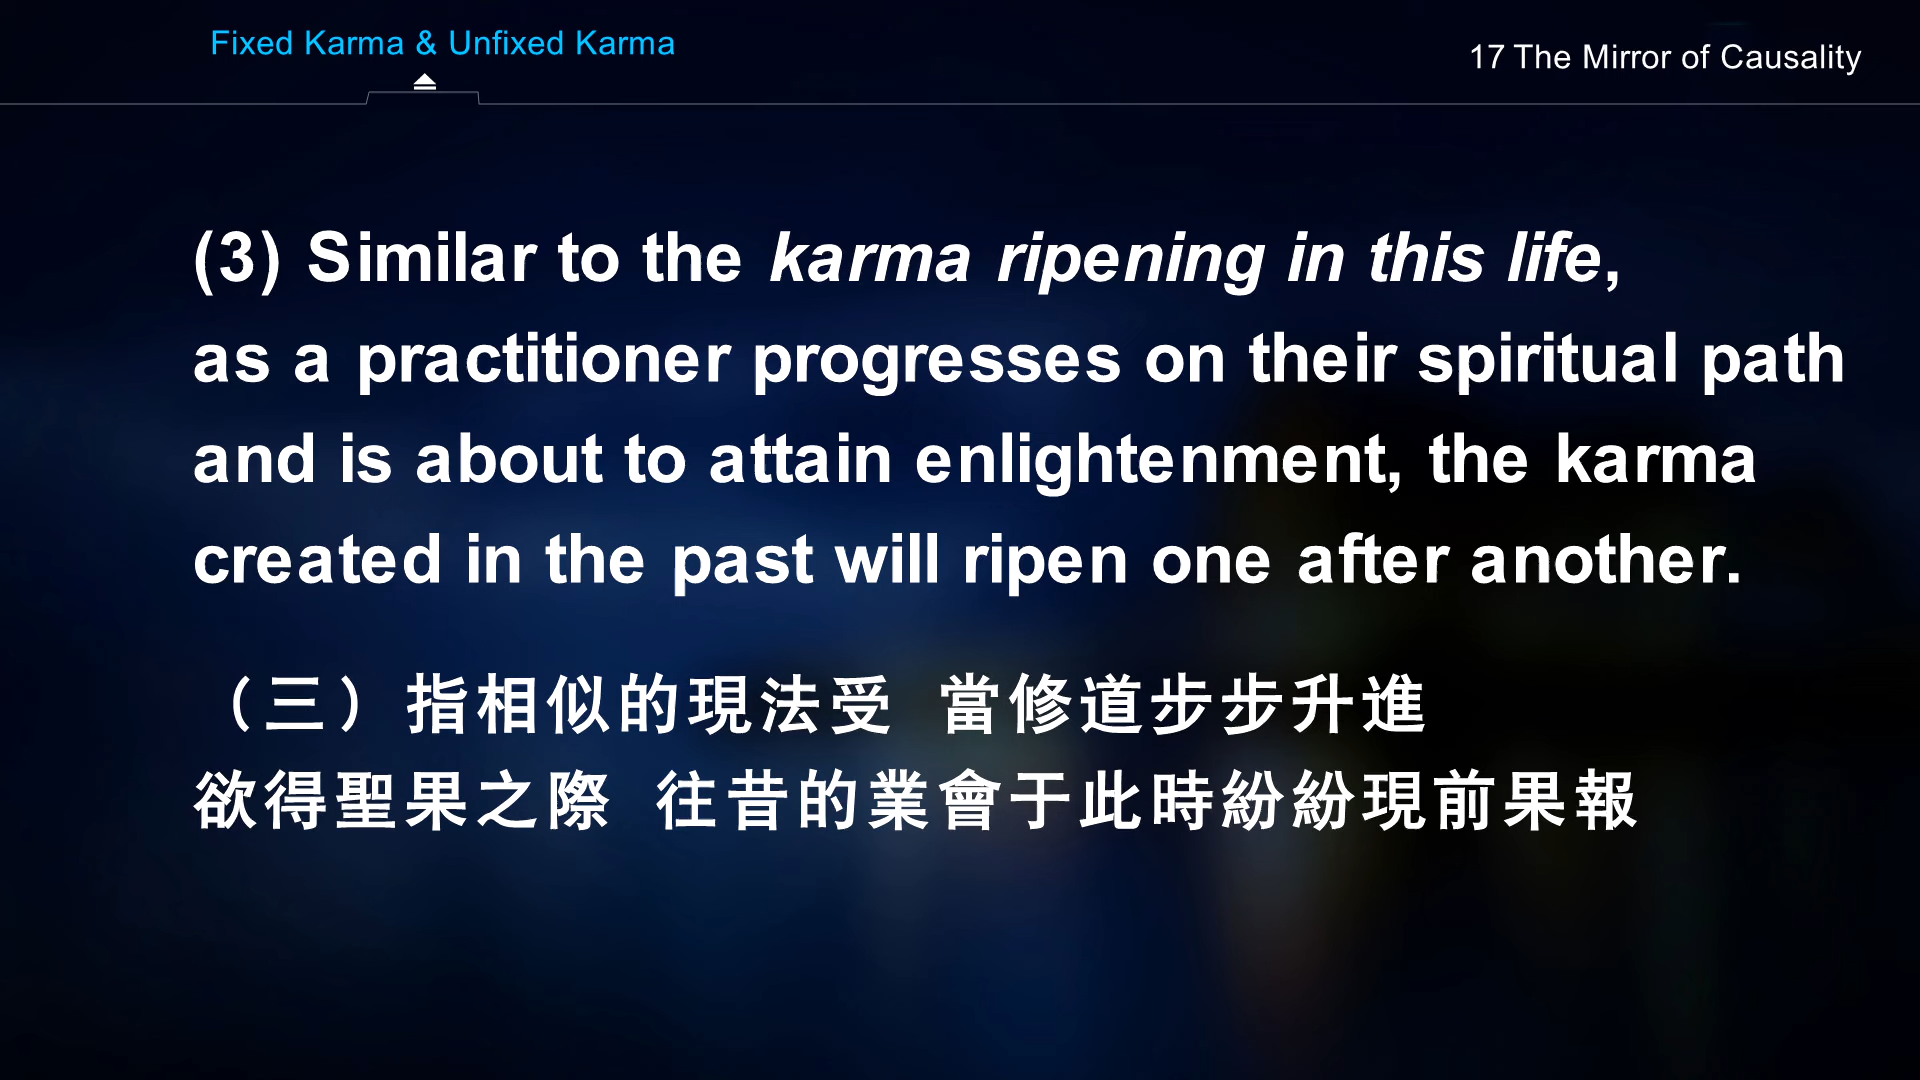 Fixed Karma & Unfixed Karma
17 The Mirror of Causality
(3) Similar to the karma ripening in this life,
as a practitioner progresses on their spiritual path
and is about to attain enlightenment, the karma
created in the past will ripen one after another.
（三）指相似的現法受 當修道步步升進
欲得聖果之際 往昔的業會于此時紛紛現前果報